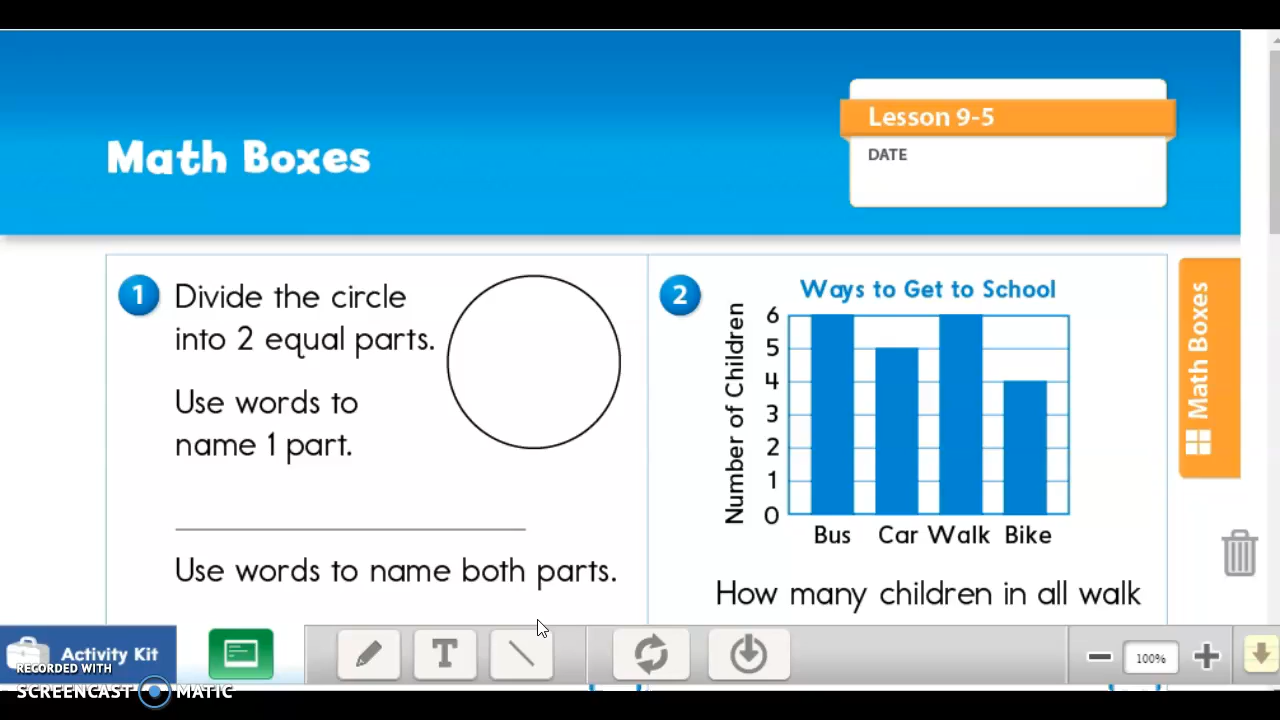 Math Boxes
Lesson 9-5
DATE
1
Divide the circle
into 2 equal parts.
Use words to
name 1 part.
Use words to name both parts.
2
Ways to Get to School
Number of Children
6
5
4
3
2
1
0
Bus Car Walk Bike
How many children in all walk
Math Boxes
Activity Kit
T
100%
RECORDED WITH
SCREENCAST MATIC